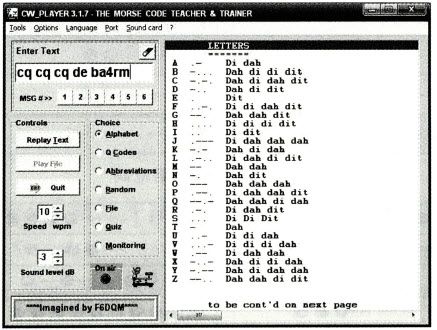 CW_PLAYER 3.1.7 - THE MORSE CODE TEACHER & TRAINER
Tools Options Language Port Sound card ?
Enter Text
cq cq cq de ba4rm
MSG # >> 1 2 3 4 5 6
Controls
Replay Text
Play File
Quit
10
Speed wpm
3
Sound level dB
Choice
Alphabet
Q Codes
Abbreviations
Random
File
Quiz
Monitoring
On air
****Imagined by F6DQM****
LETTERS
-------
A .- Di dah
B -... Dah di di dit
C -.-. Dah di dah dit
D -.. Dah di dit
E . Dit
F ..-. Di di dah dit
G --. Dah dah dit
H .... Di di di dit
I .. Di dit
J .--- Di dah dah dah
K -.- Dah di dah
L .-.. Di dah di dit
M -- Dah dah
N -. Dah dit
O --- Dah dah dah
P .--. Di dah dah dit
Q --.- Dah dah di dah
R .-. Di dah dit
S ... Di Di Dit
T - Dah
U ..- Di di dah
V ...- Di di di dah
W .-- Di dah dah
X -..- Dah di di dah
Y -.-- Dah di dah dah
Z --.. Dah dah di dit
to be cont'd on next page